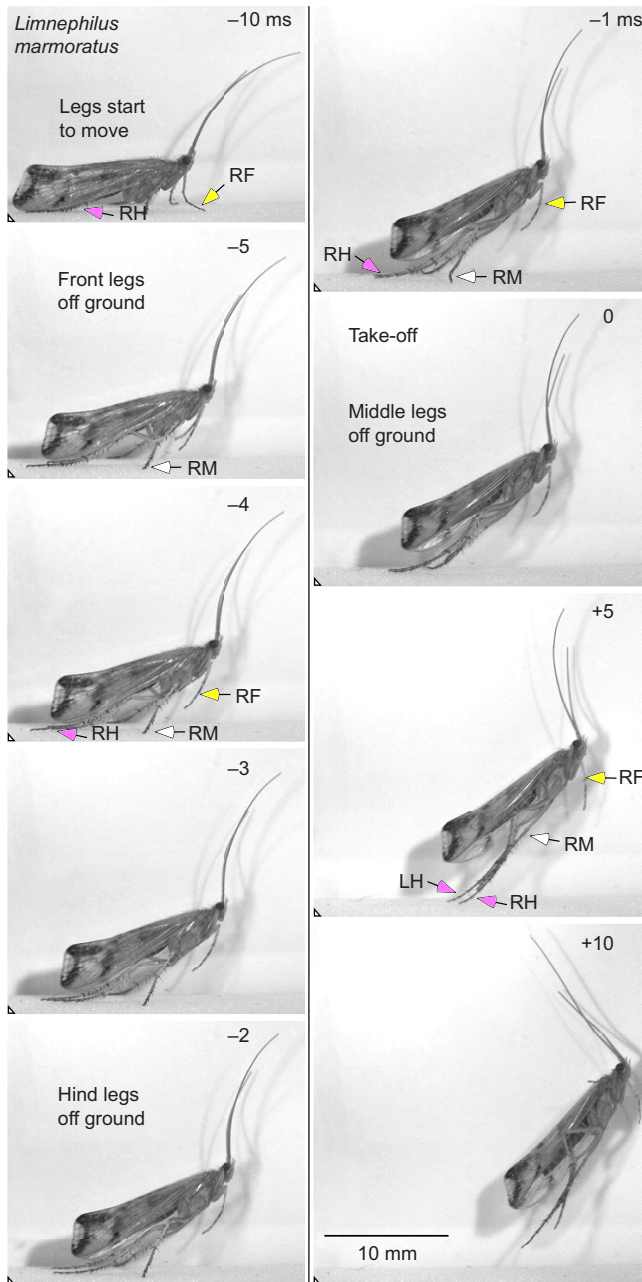 Limnephilus
marmoratus
–10 ms
Legs start
to move
RF
RH
–5
Front legs
off ground
RM
–4
RF
RH
RM
–3
–2
Hind legs
off ground
–1 ms
RF
RH
RM
0
Take-off
Middle legs
off ground
+5
RF
RM
LH
RH
+10
10 mm